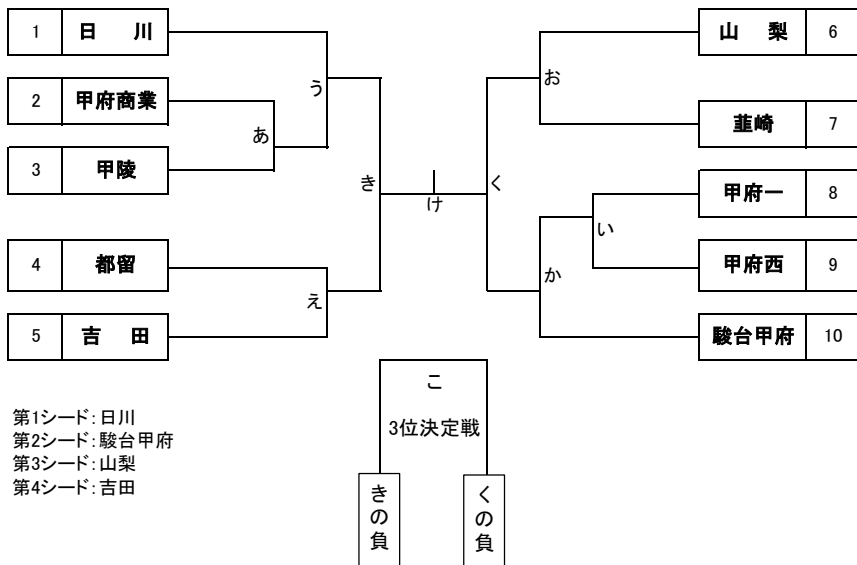 1 日 川
2 甲府商業
3 甲陵
4 都留
5 吉 田
あ
う
え
き
け
く
お
い
か
山 梨 6
韮崎 7
甲府一 8
甲府西 9
駿台甲府 10
こ
3位決定戦
きの負
くの負
第1シード:日川
第2シード:駿台甲府
第3シード:山梨
第4シード:吉田